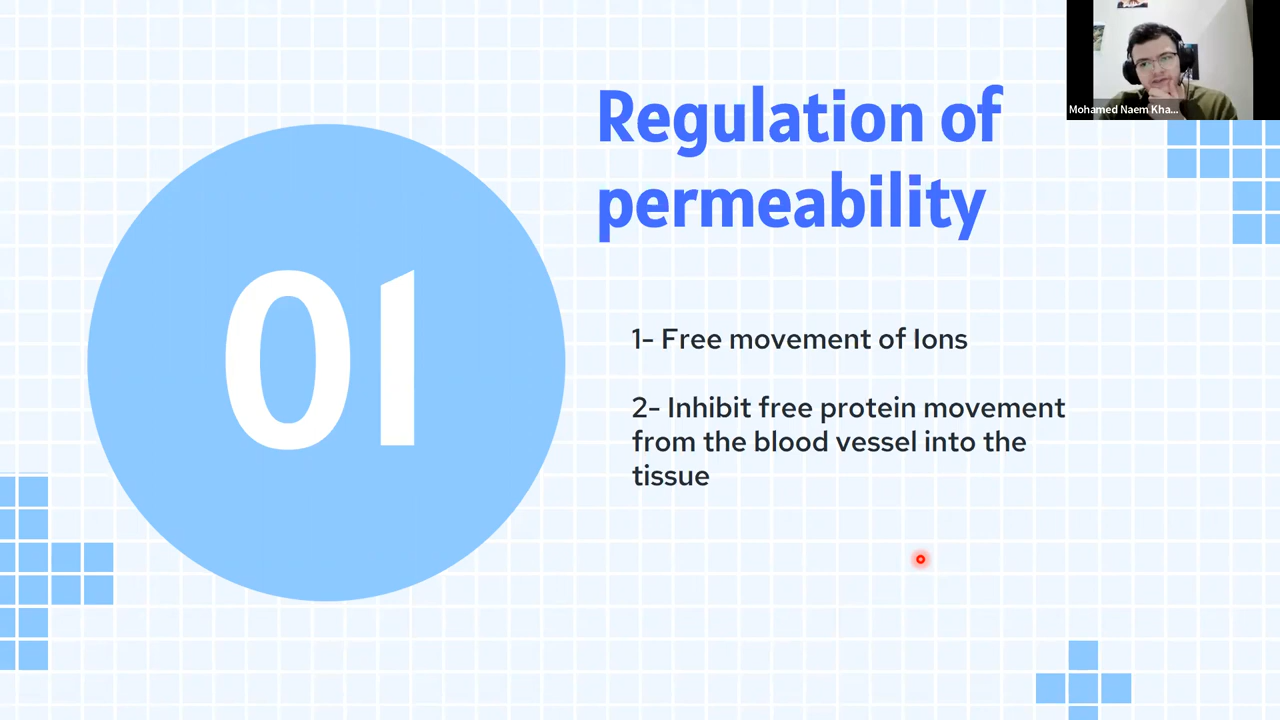 Regulation of
permeability
01
1- Free movement of Ions
2- Inhibit free protein movement
from the blood vessel into the
tissue
Mohamed Naem Kha...